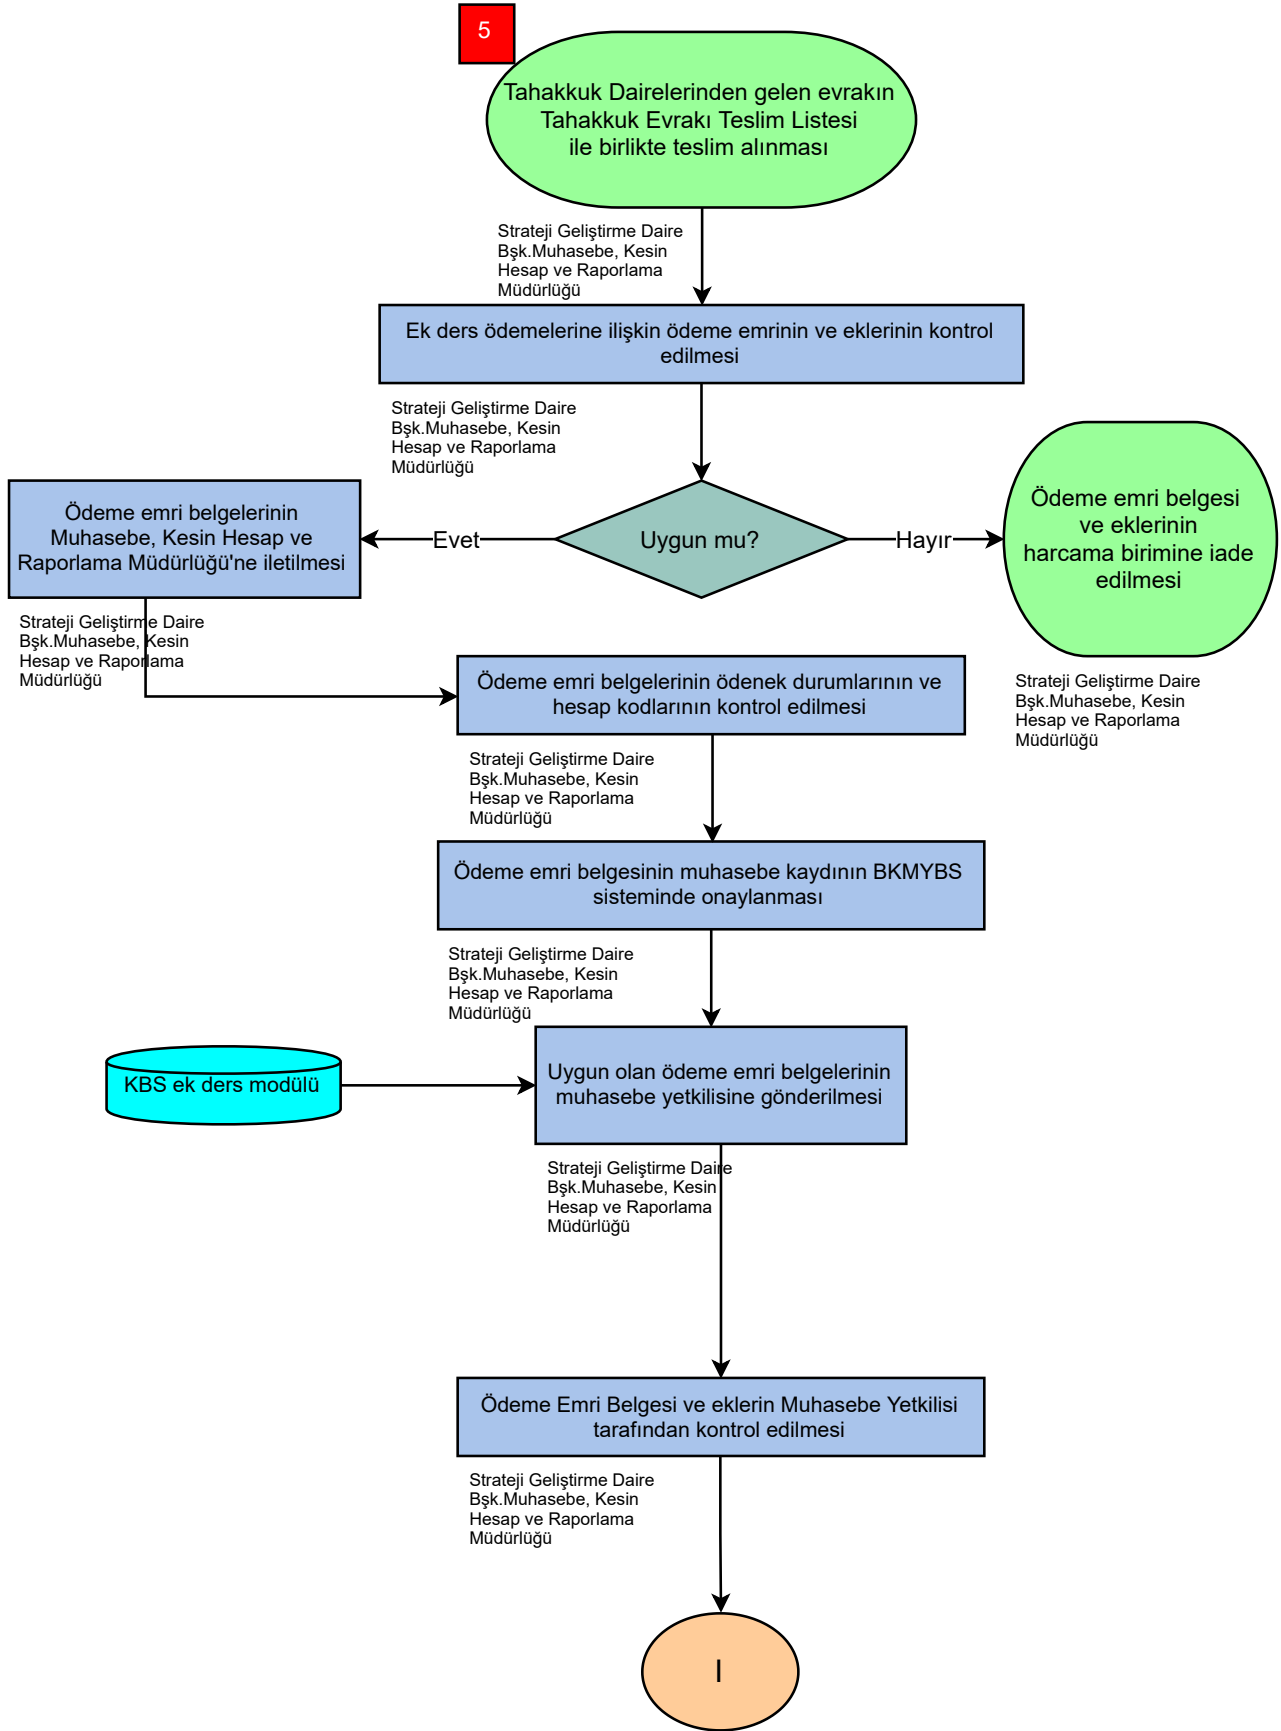 5
Tahakkuk Dairelerinden gelen evrakın
Tahakkuk Evrakı Teslim Listesi
ile birlikte teslim alınması
Strateji Geliştirme Daire
Bşk.Muhasebe, Kesin
Hesap ve Raporlama
Müdürlüğü
Ek ders ödemelerine ilişkin ödeme emrinin ve eklerinin kontrol
edilmesi
Strateji Geliştirme Daire
Bşk.Muhasebe, Kesin
Hesap ve Raporlama
Müdürlüğü
Ödeme emri belgelerinin
Muhasebe, Kesin Hesap ve
Raporlama Müdürlüğü'ne iletilmesi
Evet
Uygun mu?
Hayır
Ödeme emri belgesi
ve eklerinin
harcama birimine iade
edilmesi
Strateji Geliştirme Daire
Bşk.Muhasebe, Kesin
Hesap ve Raporlama
Müdürlüğü
Strateji Geliştirme Daire
Bşk.Muhasebe, Kesin
Hesap ve Raporlama
Müdürlüğü
Ödeme emri belgelerinin ödenek durumlarının ve
hesap kodlarının kontrol edilmesi
Strateji Geliştirme Daire
Bşk.Muhasebe, Kesin
Hesap ve Raporlama
Müdürlüğü
Ödeme emri belgesinin muhasebe kaydının BKMYBS
sisteminde onaylanması
Strateji Geliştirme Daire
Bşk.Muhasebe, Kesin
Hesap ve Raporlama
Müdürlüğü
KBS ek ders modülü
Uygun olan ödeme emri belgelerinin
muhasebe yetkilisine gönderilmesi
Strateji Geliştirme Daire
Bşk.Muhasebe, Kesin
Hesap ve Raporlama
Müdürlüğü
Ödeme Emri Belgesi ve eklerin Muhasebe Yetkilisi
tarafından kontrol edilmesi
Strateji Geliştirme Daire
Bşk.Muhasebe, Kesin
Hesap ve Raporlama
Müdürlüğü
I